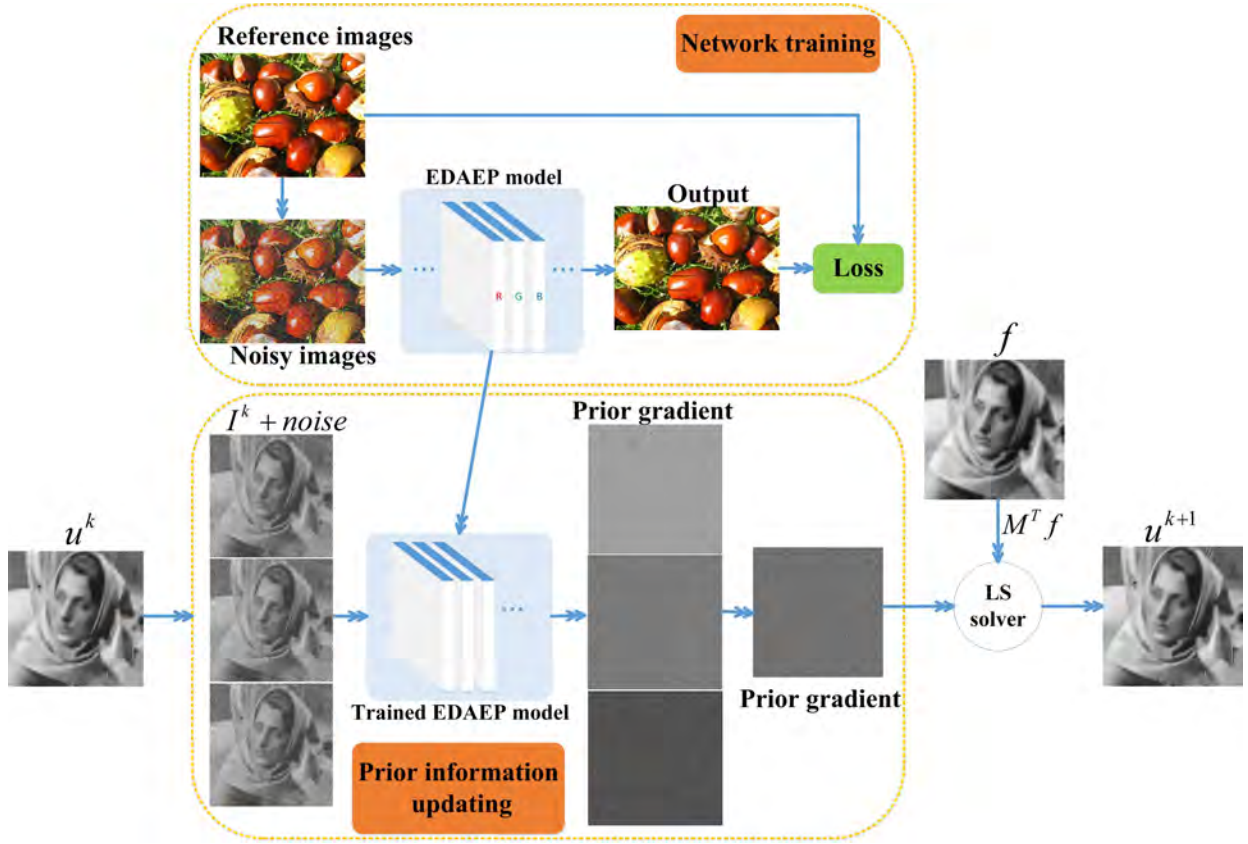 Reference images
Network training
EDAEP model
Output
...
...
R G B
Loss
Noisy images
f
I^k + noise
Prior gradient
M^T f
u^k
u^{k+1}
...
LS
solver
Trained EDAEP model
Prior gradient
Prior information
updating